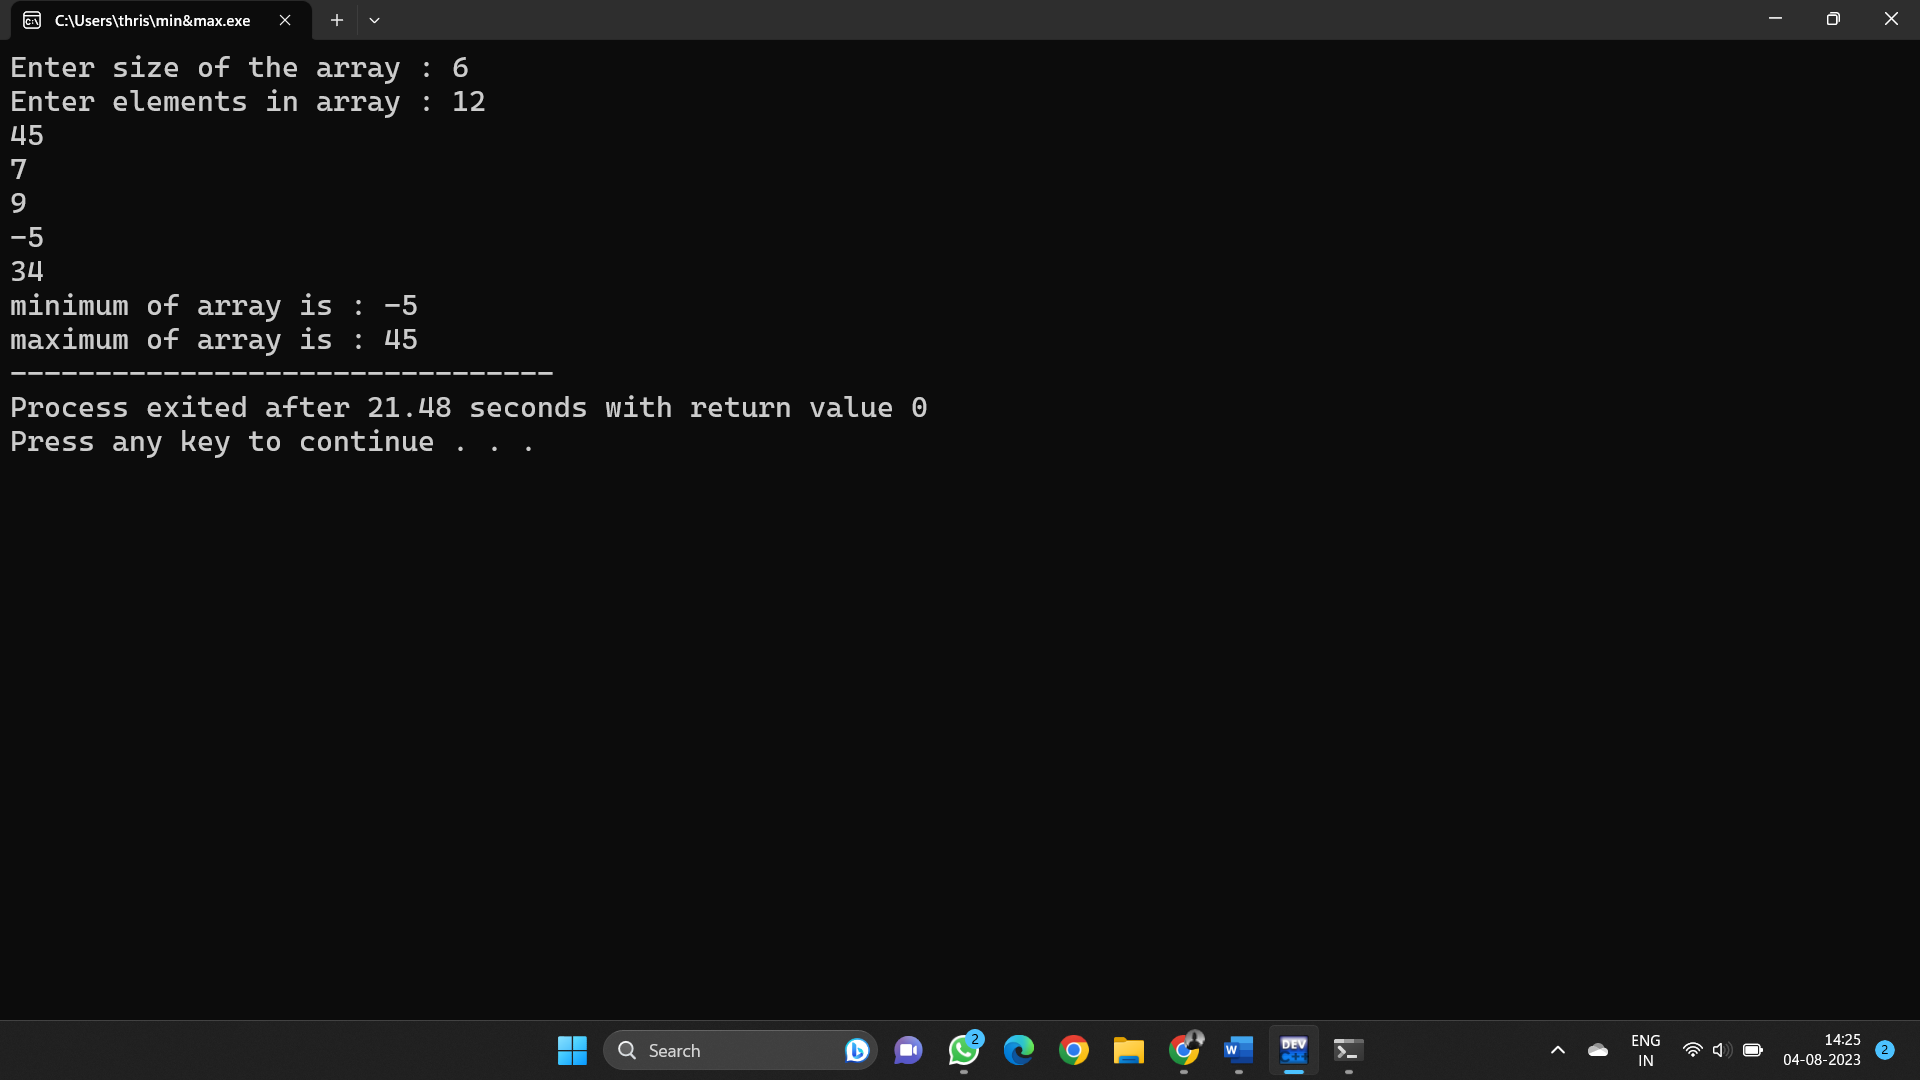 C:\Users\thris\min&max.exe
Enter size of the array : 6
Enter elements in array : 12
45
7
9
-5
34
minimum of array is : -5
maximum of array is : 45
--------------------------------
Process exited after 21.48 seconds with return value 0
Press any key to continue . . .
Search
2
W
DEV
C++
ENG
IN
14:25
04-08-2023
2